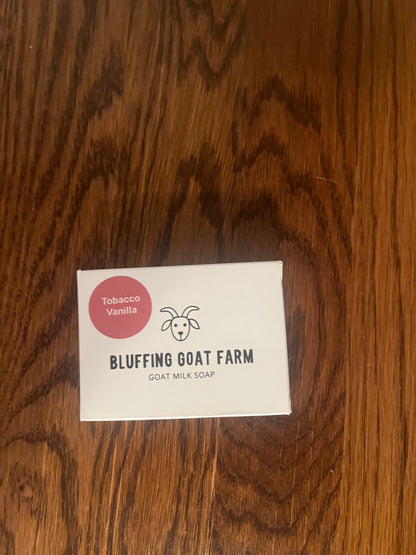 Tobacco
Vanilla
BLUFFING GOAT FARM
GOAT MILK SOAP